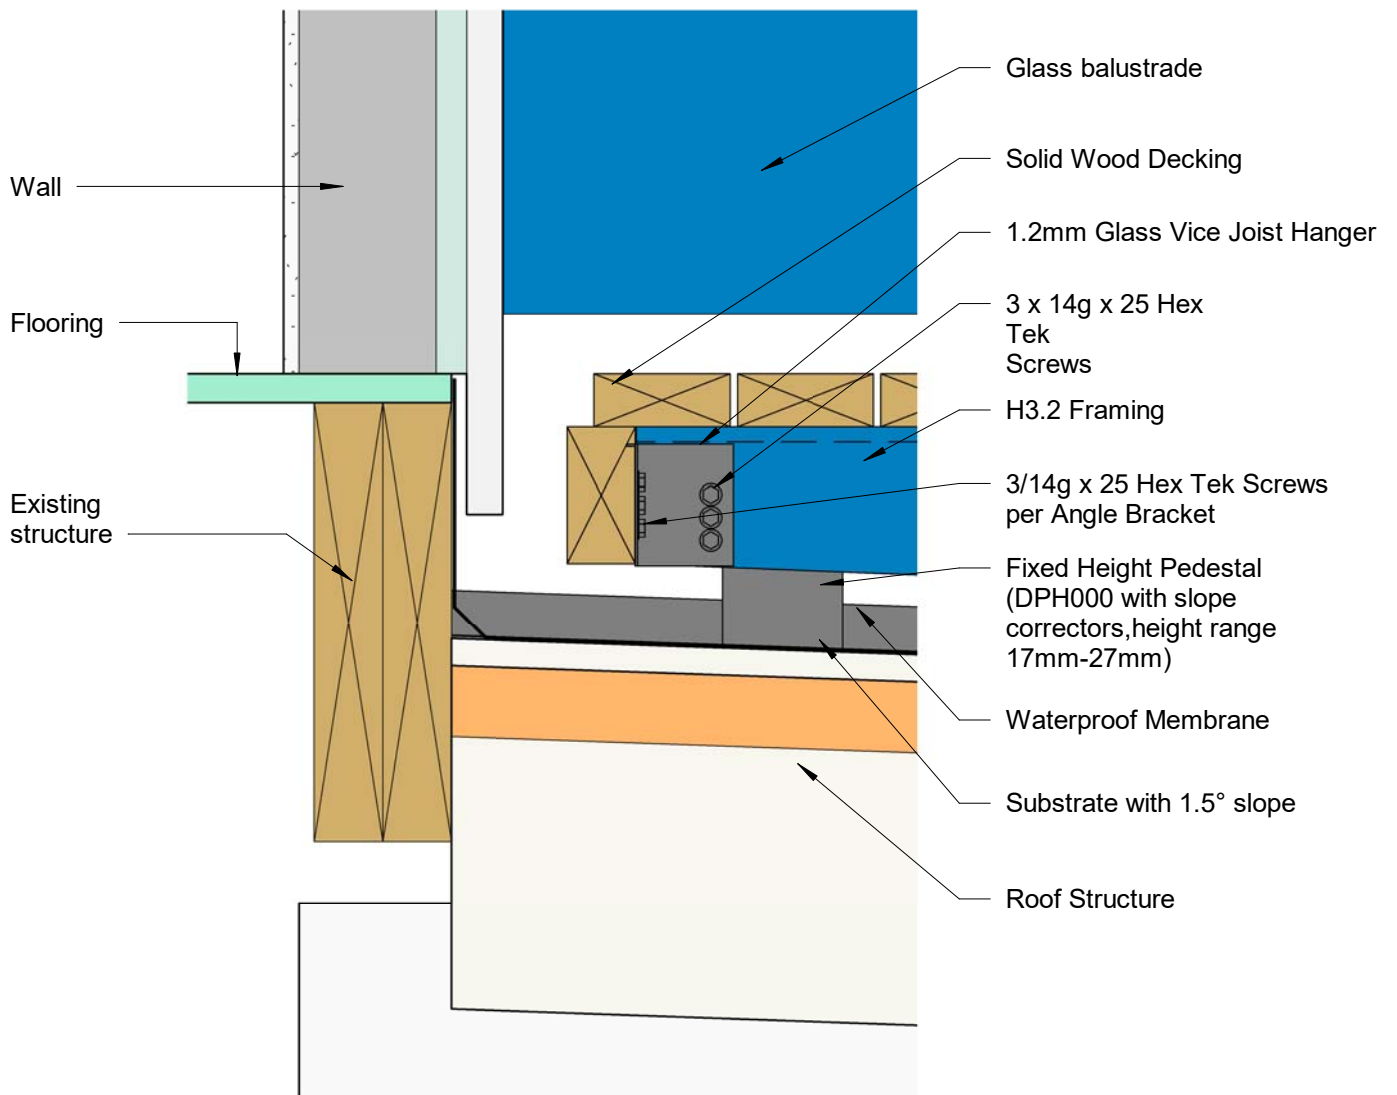 Wall
Flooring
Existing
structure
Glass balustrade
Solid Wood Decking
1.2mm Glass Vice Joist Hanger
3 x 14g x 25 Hex
Tek
Screws
H3.2 Framing
3/14g x 25 Hex Tek Screws
per Angle Bracket
Fixed Height Pedestal
(DPH000 with slope
correctors,height range
17mm-27mm)
Waterproof Membrane
Substrate with 1.5° slope
Roof Structure